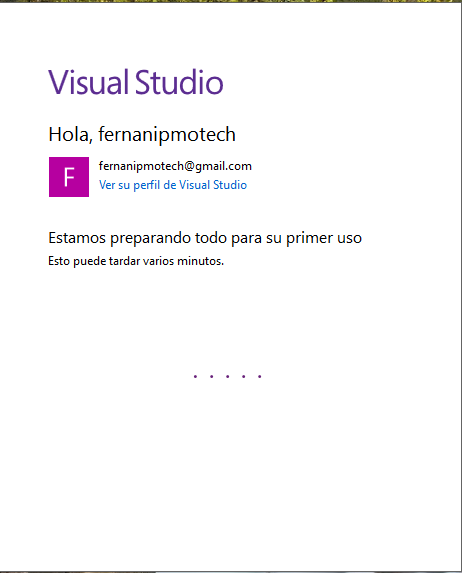 Visual Studio
Hola, fernanipmotech
F
fernanipmotech@gmail.com
Ver su perfil de Visual Studio
Estamos preparando todo para su primer uso
Esto puede tardar varios minutos.